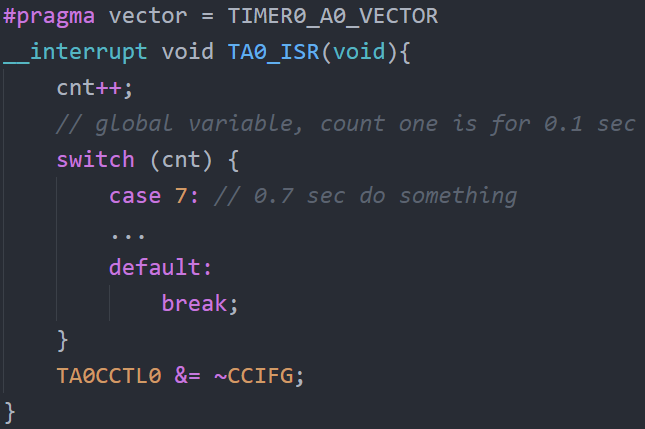 #pragma vector = TIMER0_A0_VECTOR
__interrupt void TA0_ISR(void){
    cnt++;
    // global variable, count one is for 0.1 sec
    switch (cnt) {
        case 7: // 0.7 sec do something
        ...
        default:
            break;
    }
    TA0CCTL0 &= ~CCIFG;
}